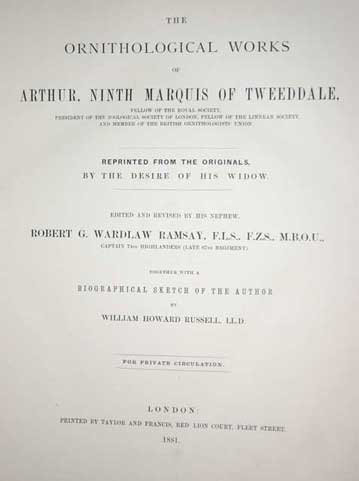 THE
ORNITHOLOGICAL WORKS
OF
ARTHUR, NINTH MARQUIS OF TWEEDDALE,
FELLOW OF THE ROYAL SOCIETY,
PRESIDENT OF THE ZOOLOGICAL SOCIETY OF LONDON, FELLOW OF THE LINNEAN SOCIETY,
AND MEMBER OF THE BRITISH ORNITHOLOGISTS' UNION.
REPRINTED FROM THE ORIGINALS,
BY THE DESIRE OF HIS WIDOW.
EDITED AND REVISED BY HIS NEPHEW,
ROBERT G. WARDLAW RAMSAY, F.L.S., F.Z.S., M.B.O.U.,
CAPTAIN 74TH HIGHLANDERS (LATE 67TH REGIMENT).
TOGETHER WITH A
BIOGRAPHICAL SKETCH OF THE AUTHOR
BY
WILLIAM HOWARD RUSSELL, LL.D.
FOR PRIVATE CIRCULATION.
LONDON:
PRINTED BY TAYLOR AND FRANCIS, RED LION COURT, FLEET STREET.
1881.